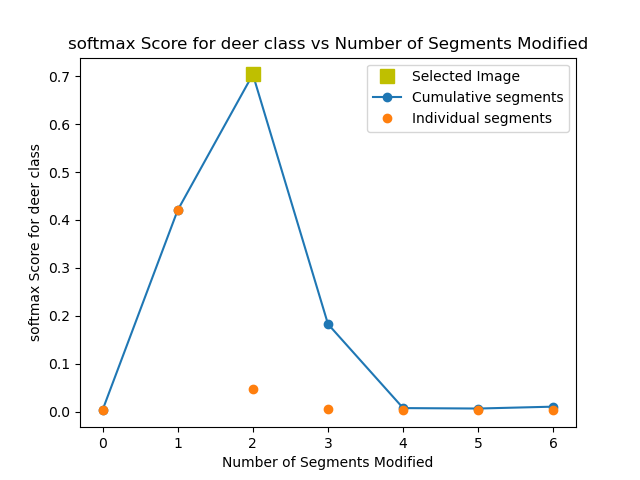 softmax Score for deer class vs Number of Segments Modified
Selected Image
Cumulative segments
Individual segments
softmax Score for deer class
0.7
0.6
0.5
0.4
0.3
0.2
0.1
0.0
0 1 2 3 4 5 6
Number of Segments Modified